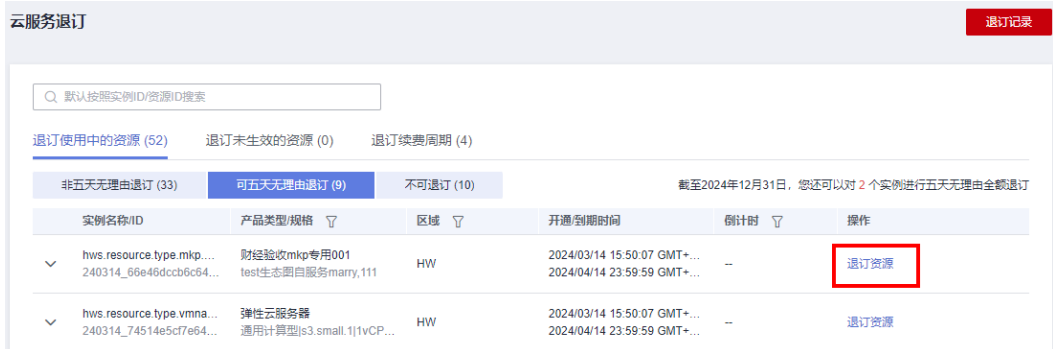 云服务退订
退订记录
默认按照实例ID/资源ID搜索
退订使用中的资源 (52) 退订未生效的资源 (0) 退订续费周期 (4)
非五天无理由退订 (33) 可五天无理由退订 (9) 不可退订 (10) 截至2024年12月31日，您还可以对 2 个实例进行五天无理由全额退订
实例名称/ID 产品类型/规格 区域 开通/到期时间 倒计时 操作
hws.resource.type.mkp.... 财经验收mkp专用001 2024/03/14 15:50:07 GMT+...
HW -- 退订资源
240314_66e46dccb6c64... test生态图自服务marry,111 2024/04/14 23:59:59 GMT+...
hws.resource.type.vmna... 弹性云服务器 2024/03/14 15:50:07 GMT+...
HW -- 退订资源
240314_74514e5cf7e64... 通用计算型|s3.small.1|1vCP... 2024/04/14 23:59:59 GMT+...